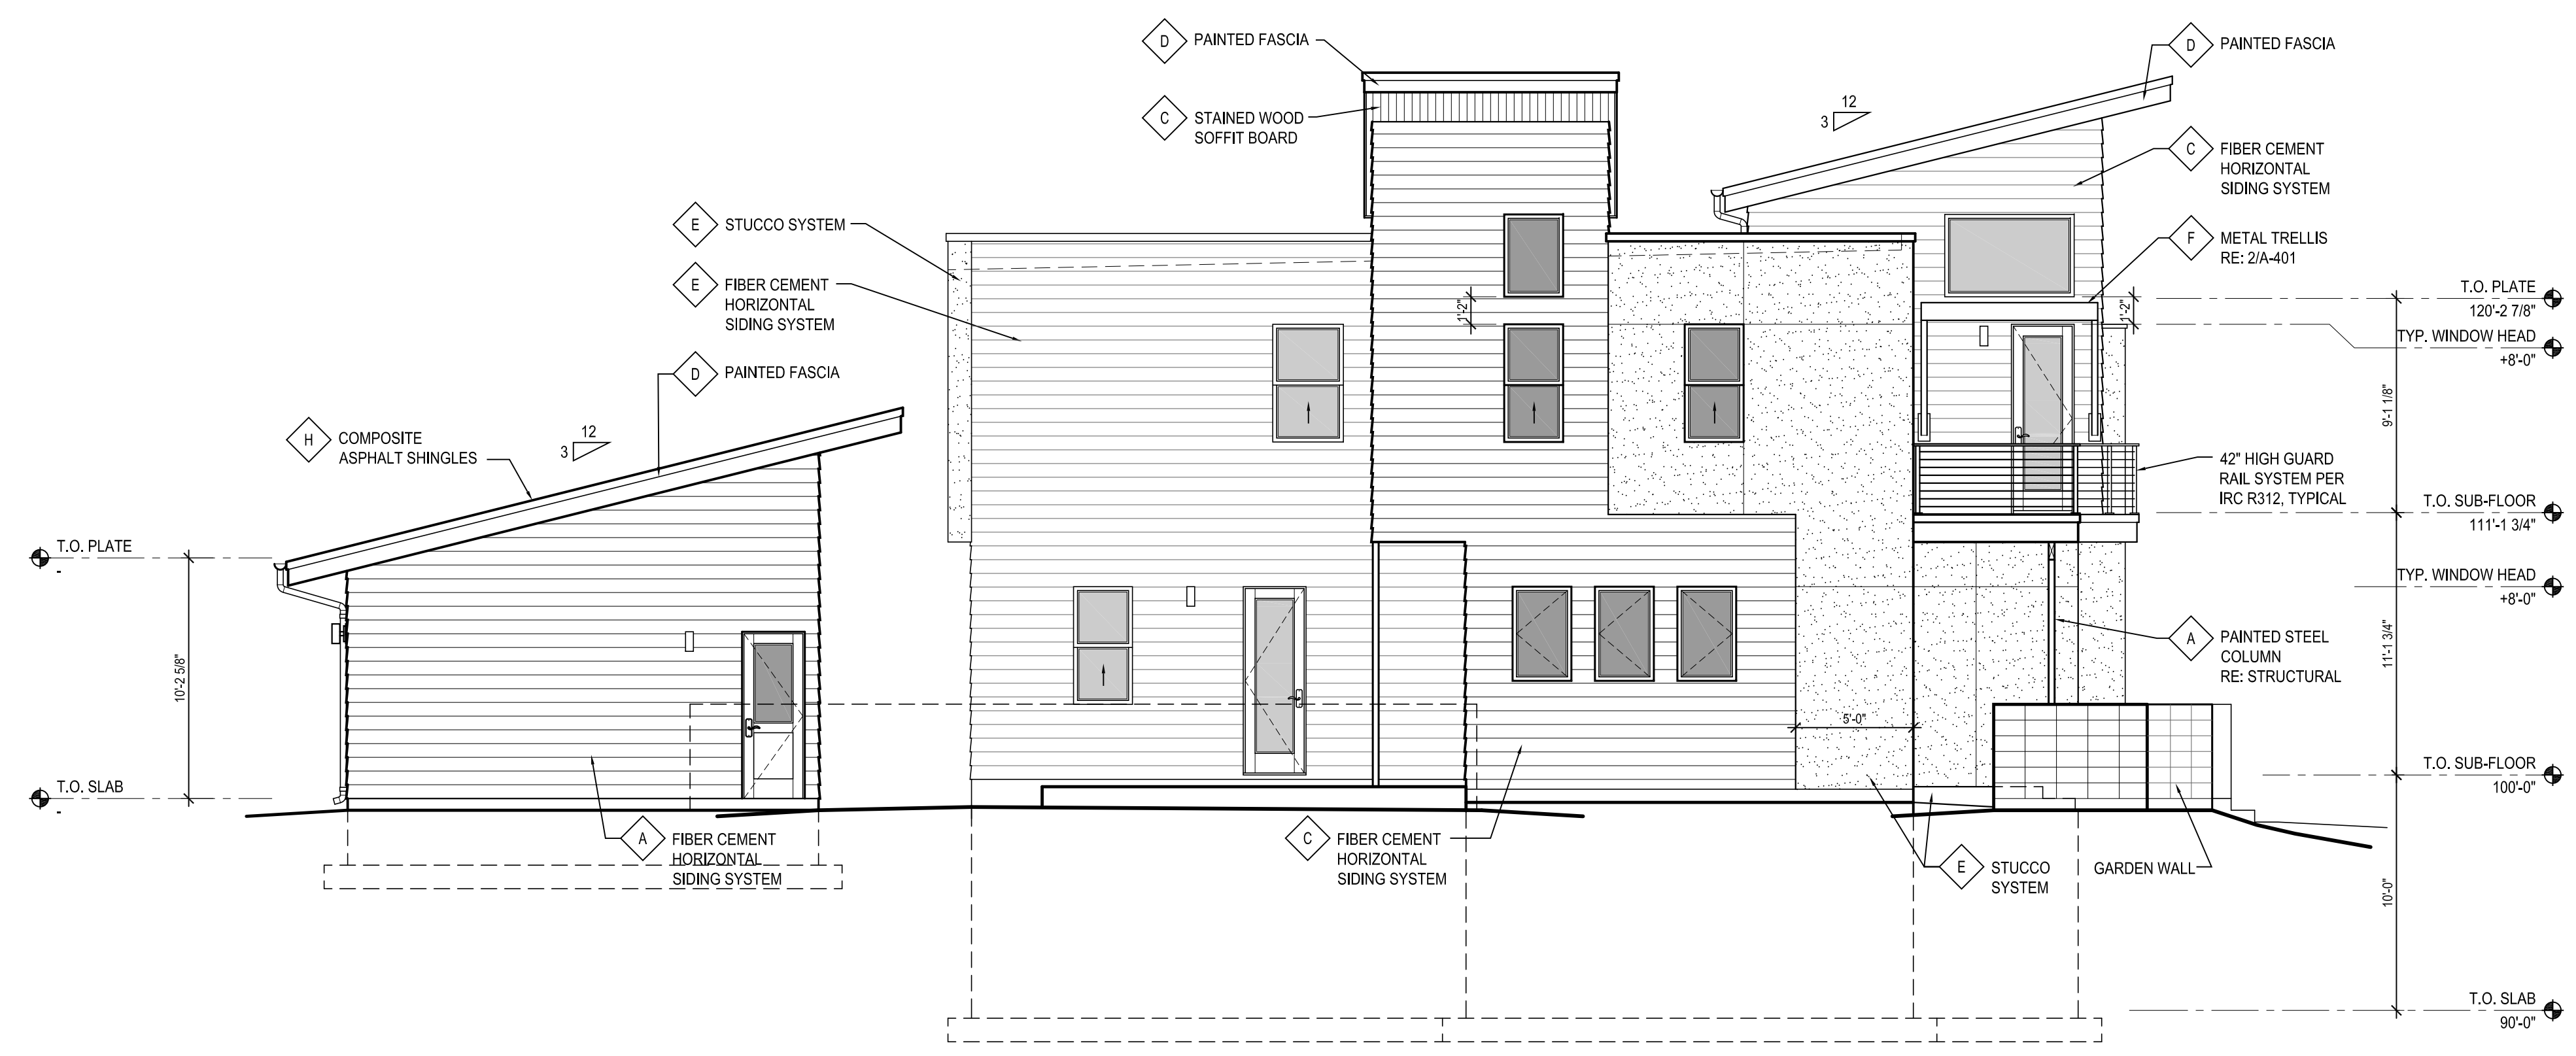 D PAINTED FASCIA
C STAINED WOOD
SOFFIT BOARD
12
3
D PAINTED FASCIA
C FIBER CEMENT
HORIZONTAL
SIDING SYSTEM
F METAL TRELLIS
RE: 2/A-401
E STUCCO SYSTEM
E FIBER CEMENT
HORIZONTAL
SIDING SYSTEM
D PAINTED FASCIA
12
3
H COMPOSITE
ASPHALT SHINGLES
T.O. PLATE
-
10'-2 5/8"
T.O. SLAB
-
A FIBER CEMENT
HORIZONTAL
SIDING SYSTEM
1'-2"
1'-2"
5'-0"
C FIBER CEMENT
HORIZONTAL
SIDING SYSTEM
E STUCCO
SYSTEM
GARDEN WALL
42" HIGH GUARD
RAIL SYSTEM PER
IRC R312, TYPICAL
A PAINTED STEEL
COLUMN
RE: STRUCTURAL
T.O. PLATE
120'-2 7/8"
TYP. WINDOW HEAD
+8'-0"
9'-1 1/8"
T.O. SUB-FLOOR
111'-1 3/4"
TYP. WINDOW HEAD
+8'-0"
11'-1 3/4"
T.O. SUB-FLOOR
100'-0"
10'-0"
T.O. SLAB
90'-0"